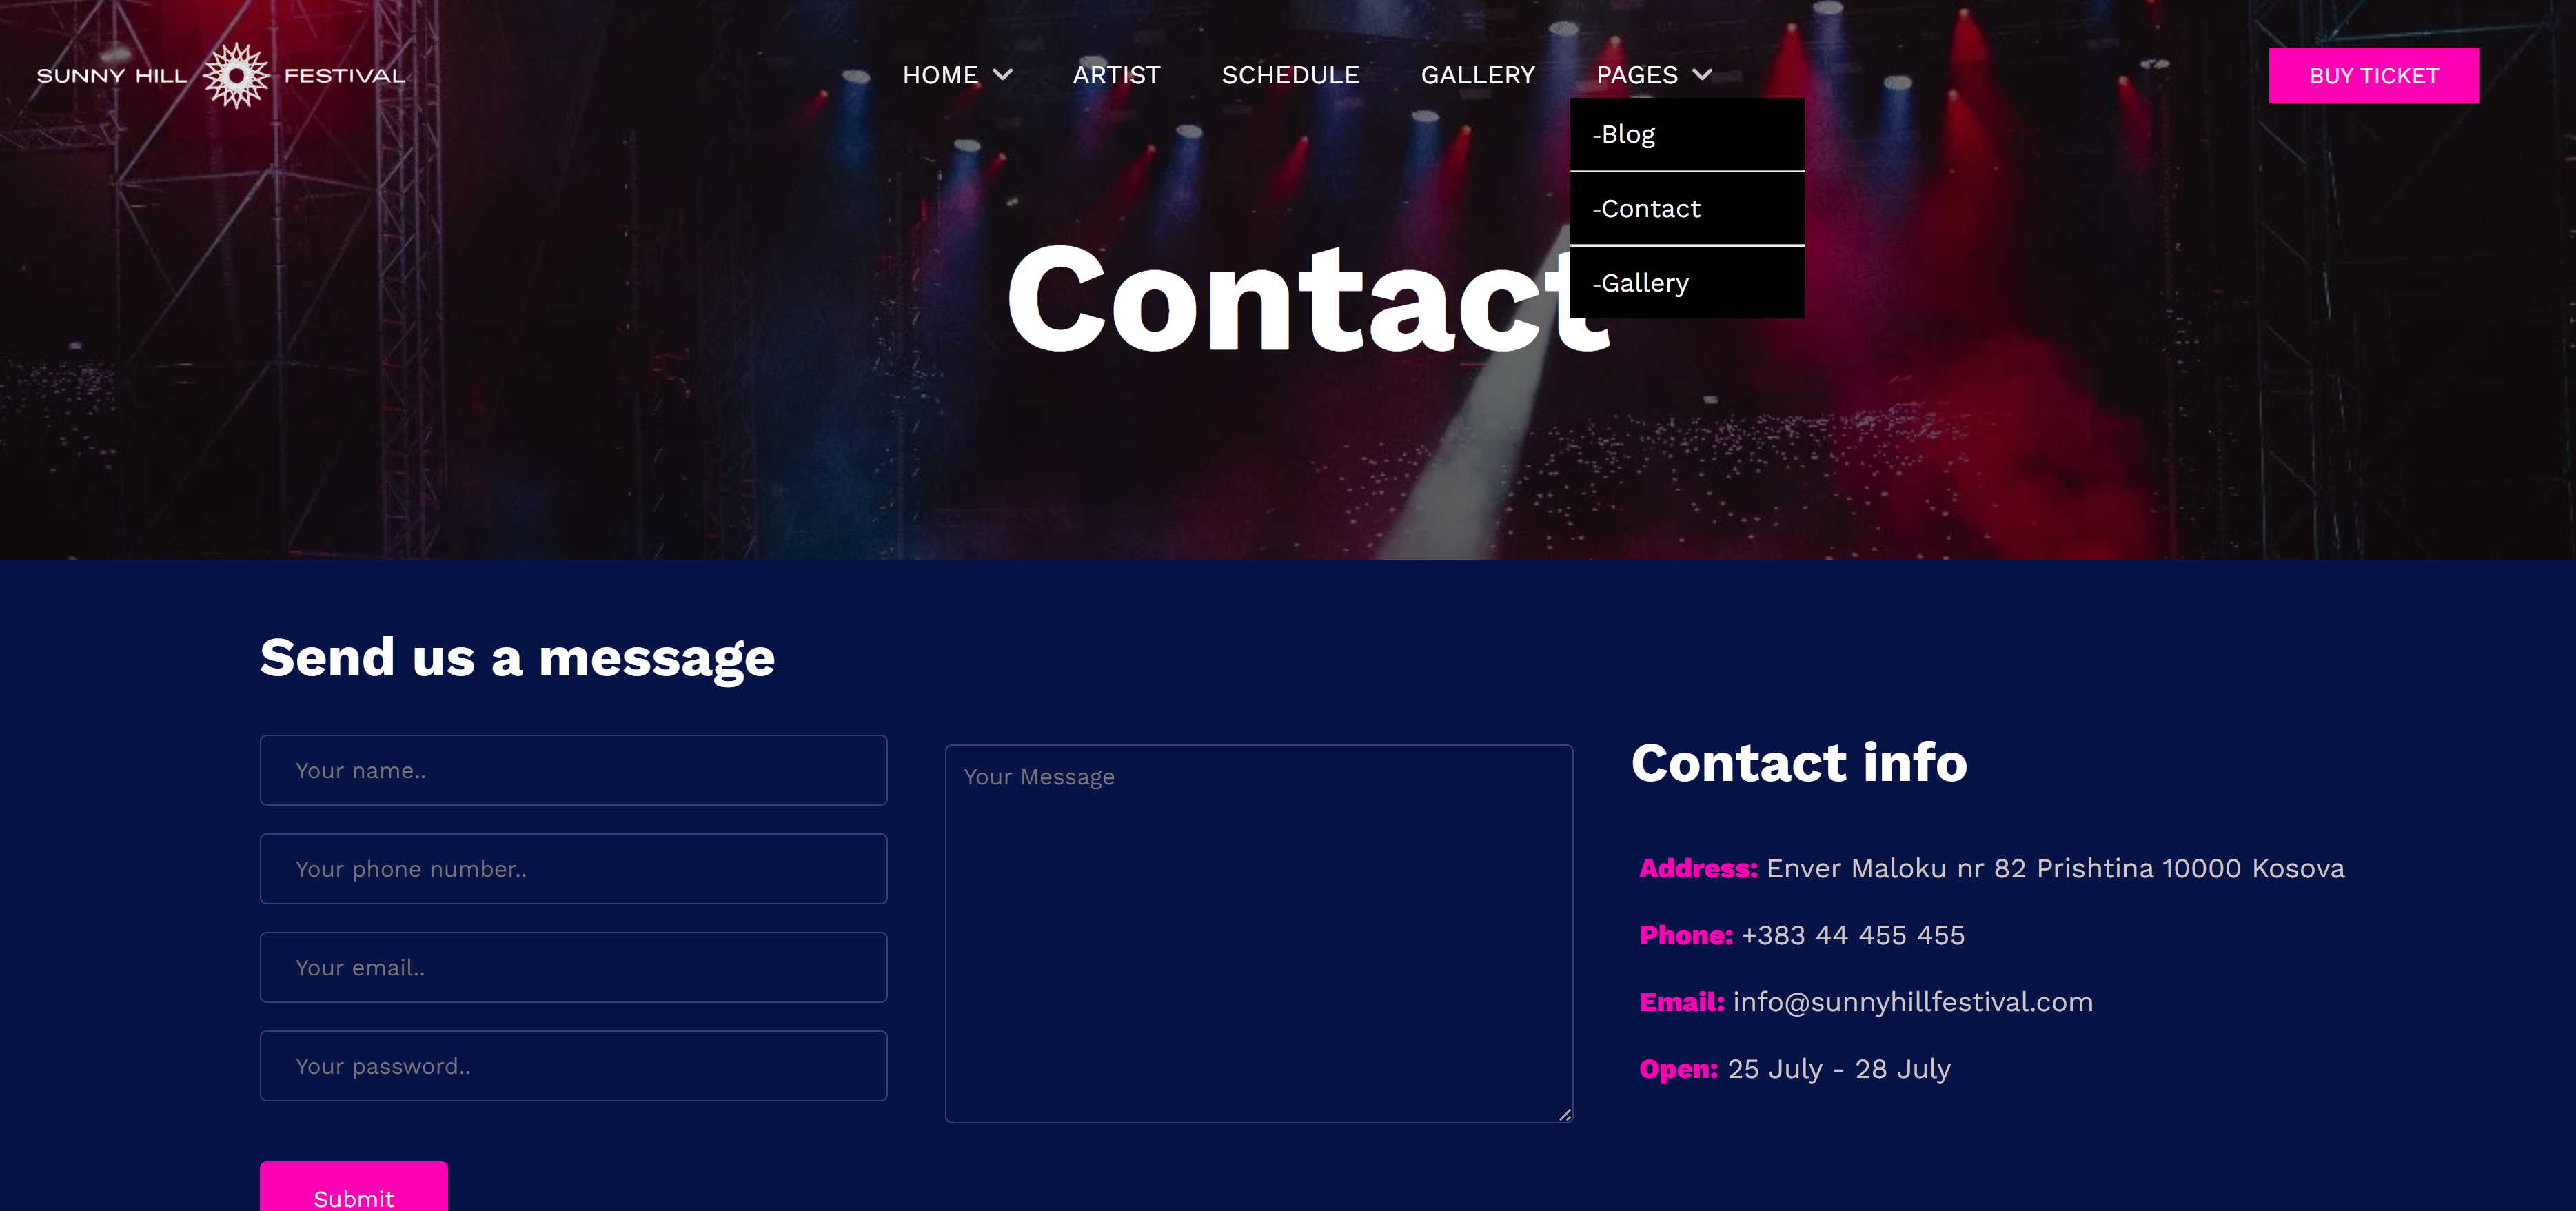 SUNNY HILL FESTIVAL
HOME ARTIST SCHEDULE GALLERY PAGES
BUY TICKET
-Blog
-Contact
-Gallery
Contact
Send us a message
Your name..
Your phone number..
Your email..
Your password..
Submit
Your Message
Contact info
Address: Enver Maloku nr 82 Prishtina 10000 Kosova
Phone: +383 44 455 455
Email: info@sunnyhillfestival.com
Open: 25 July - 28 July